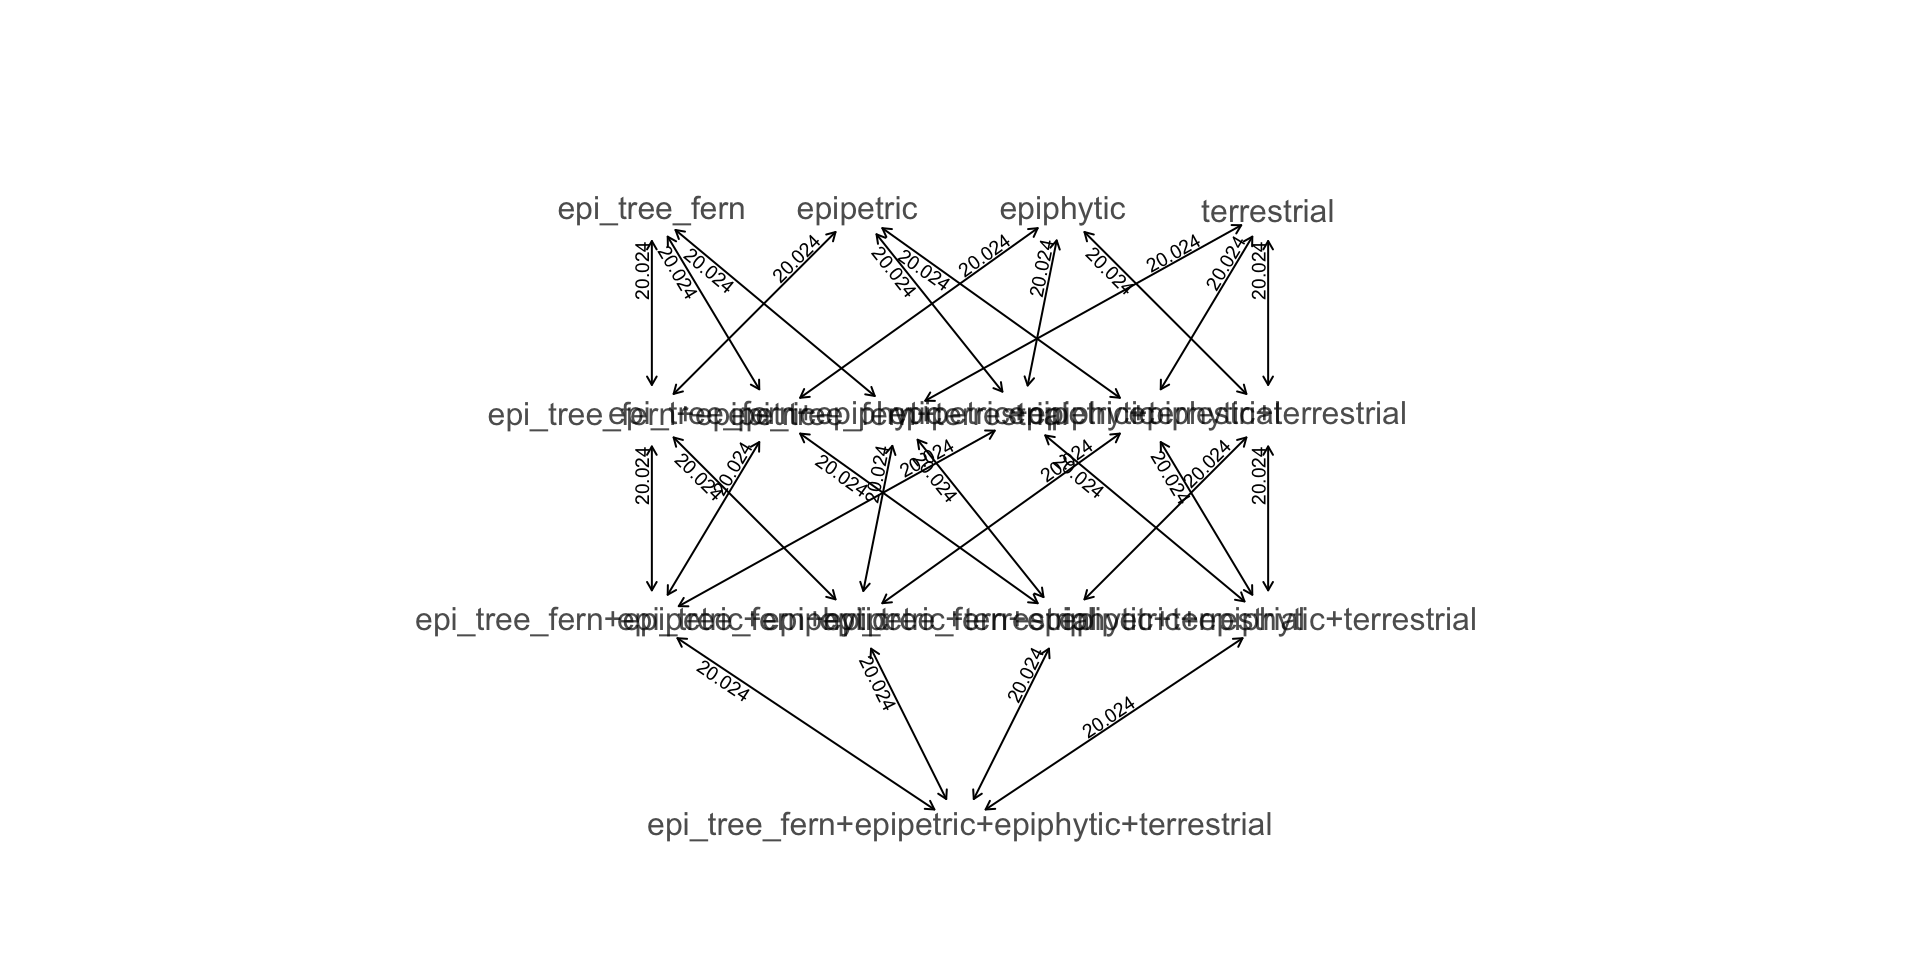 epi_tree_fern
epipetric
epiphytic
terrestrial
20.024
20.024
20.024
20.024
20.024
20.024
20.024
20.024
20.024
20.024
20.024
20.024
epi_tree_fern+epipetric
epi_tree_fern+epiphytic
epi_tree_fern+terrestrial
epipetric+epiphytic
epipetric+terrestrial
epiphytic+terrestrial
20.024
20.024
20.024
20.024
20.024
20.024
20.024
20.024
20.024
20.024
20.024
20.024
epi_tree_fern+epipetric+epiphytic
epi_tree_fern+epipetric+terrestrial
epi_tree_fern+epiphytic+terrestrial
epipetric+epiphytic+terrestrial
20.024
20.024
20.024
20.024
epi_tree_fern+epipetric+epiphytic+terrestrial